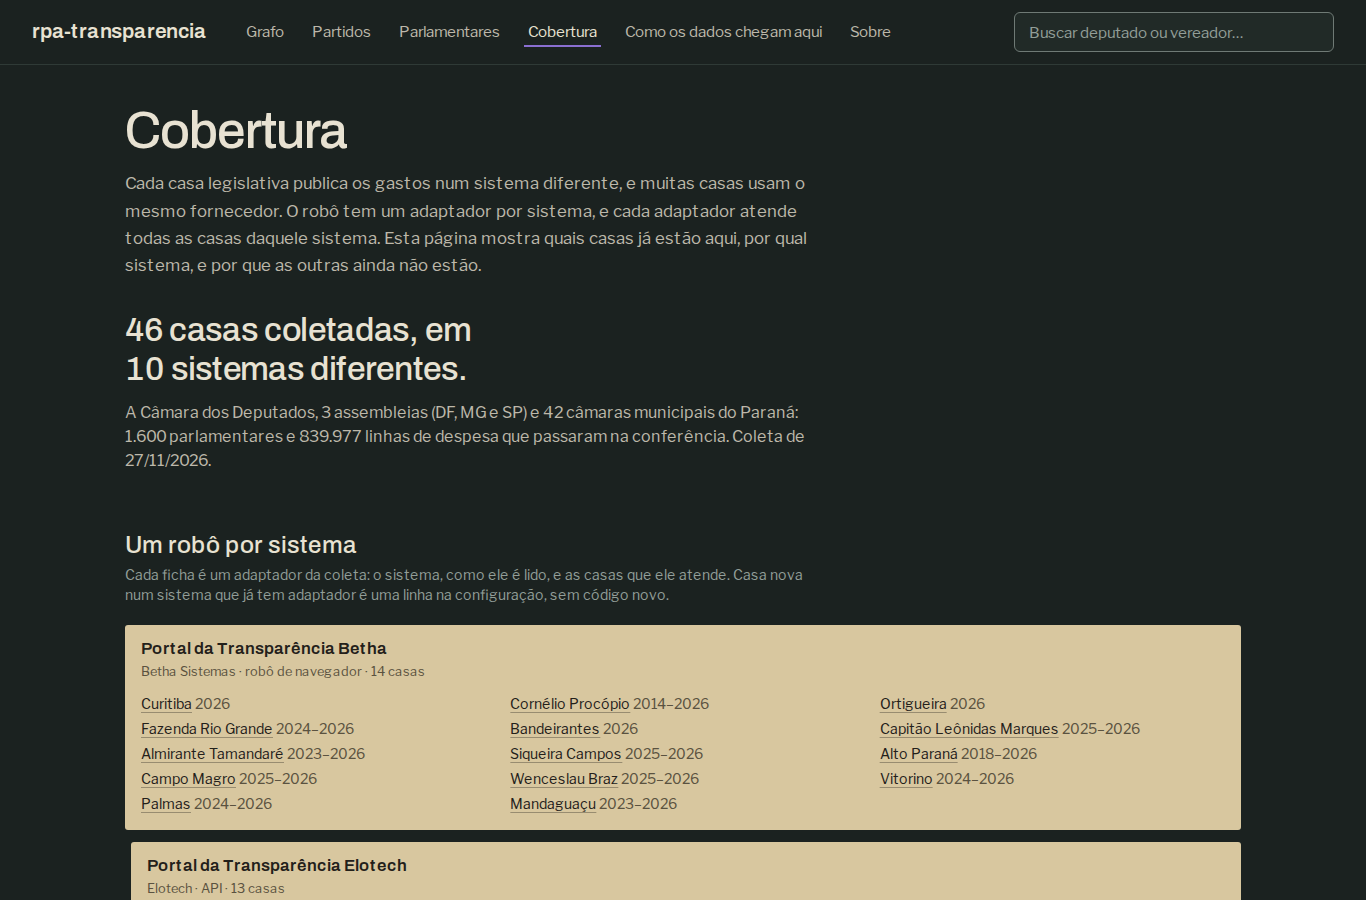 rpa-transparencia
Grafo
Partidos
Parlamentares
Cobertura
Como os dados chegam aqui
Sobre
Buscar deputado ou vereador...
Cobertura
Cada casa legislativa publica os gastos num sistema diferente, e muitas casas usam o
mesmo fornecedor. O robô tem um adaptador por sistema, e cada adaptador atende
todas as casas daquele sistema. Esta página mostra quais casas já estão aqui, por qual
sistema, e por que as outras ainda não estão.
46 casas coletadas, em
10 sistemas diferentes.
A Câmara dos Deputados, 3 assembleias (DF, MG e SP) e 42 câmaras municipais do Paraná:
1.600 parlamentares e 839.977 linhas de despesa que passaram na conferência. Coleta de
27/11/2026.
Um robô por sistema
Cada ficha é um adaptador da coleta: o sistema, como ele é lido, e as casas que ele atende. Casa nova
num sistema que já tem adaptador é uma linha na configuração, sem código novo.
Portal da Transparência Betha
Betha Sistemas · robô de navegador · 14 casas
Curitiba 2026
Fazenda Rio Grande 2024–2026
Almirante Tamandaré 2023–2026
Campo Magro 2025–2026
Palmas 2024–2026
Cornélio Procópio 2014–2026
Bandeirantes 2026
Siqueira Campos 2025–2026
Wenceslau Braz 2025–2026
Mandaguaçu 2023–2026
Ortigueira 2026
Capitão Leônidas Marques 2025–2026
Alto Paraná 2018–2026
Vitorino 2024–2026
Portal da Transparência Elotech
Elotech · API · 13 casas